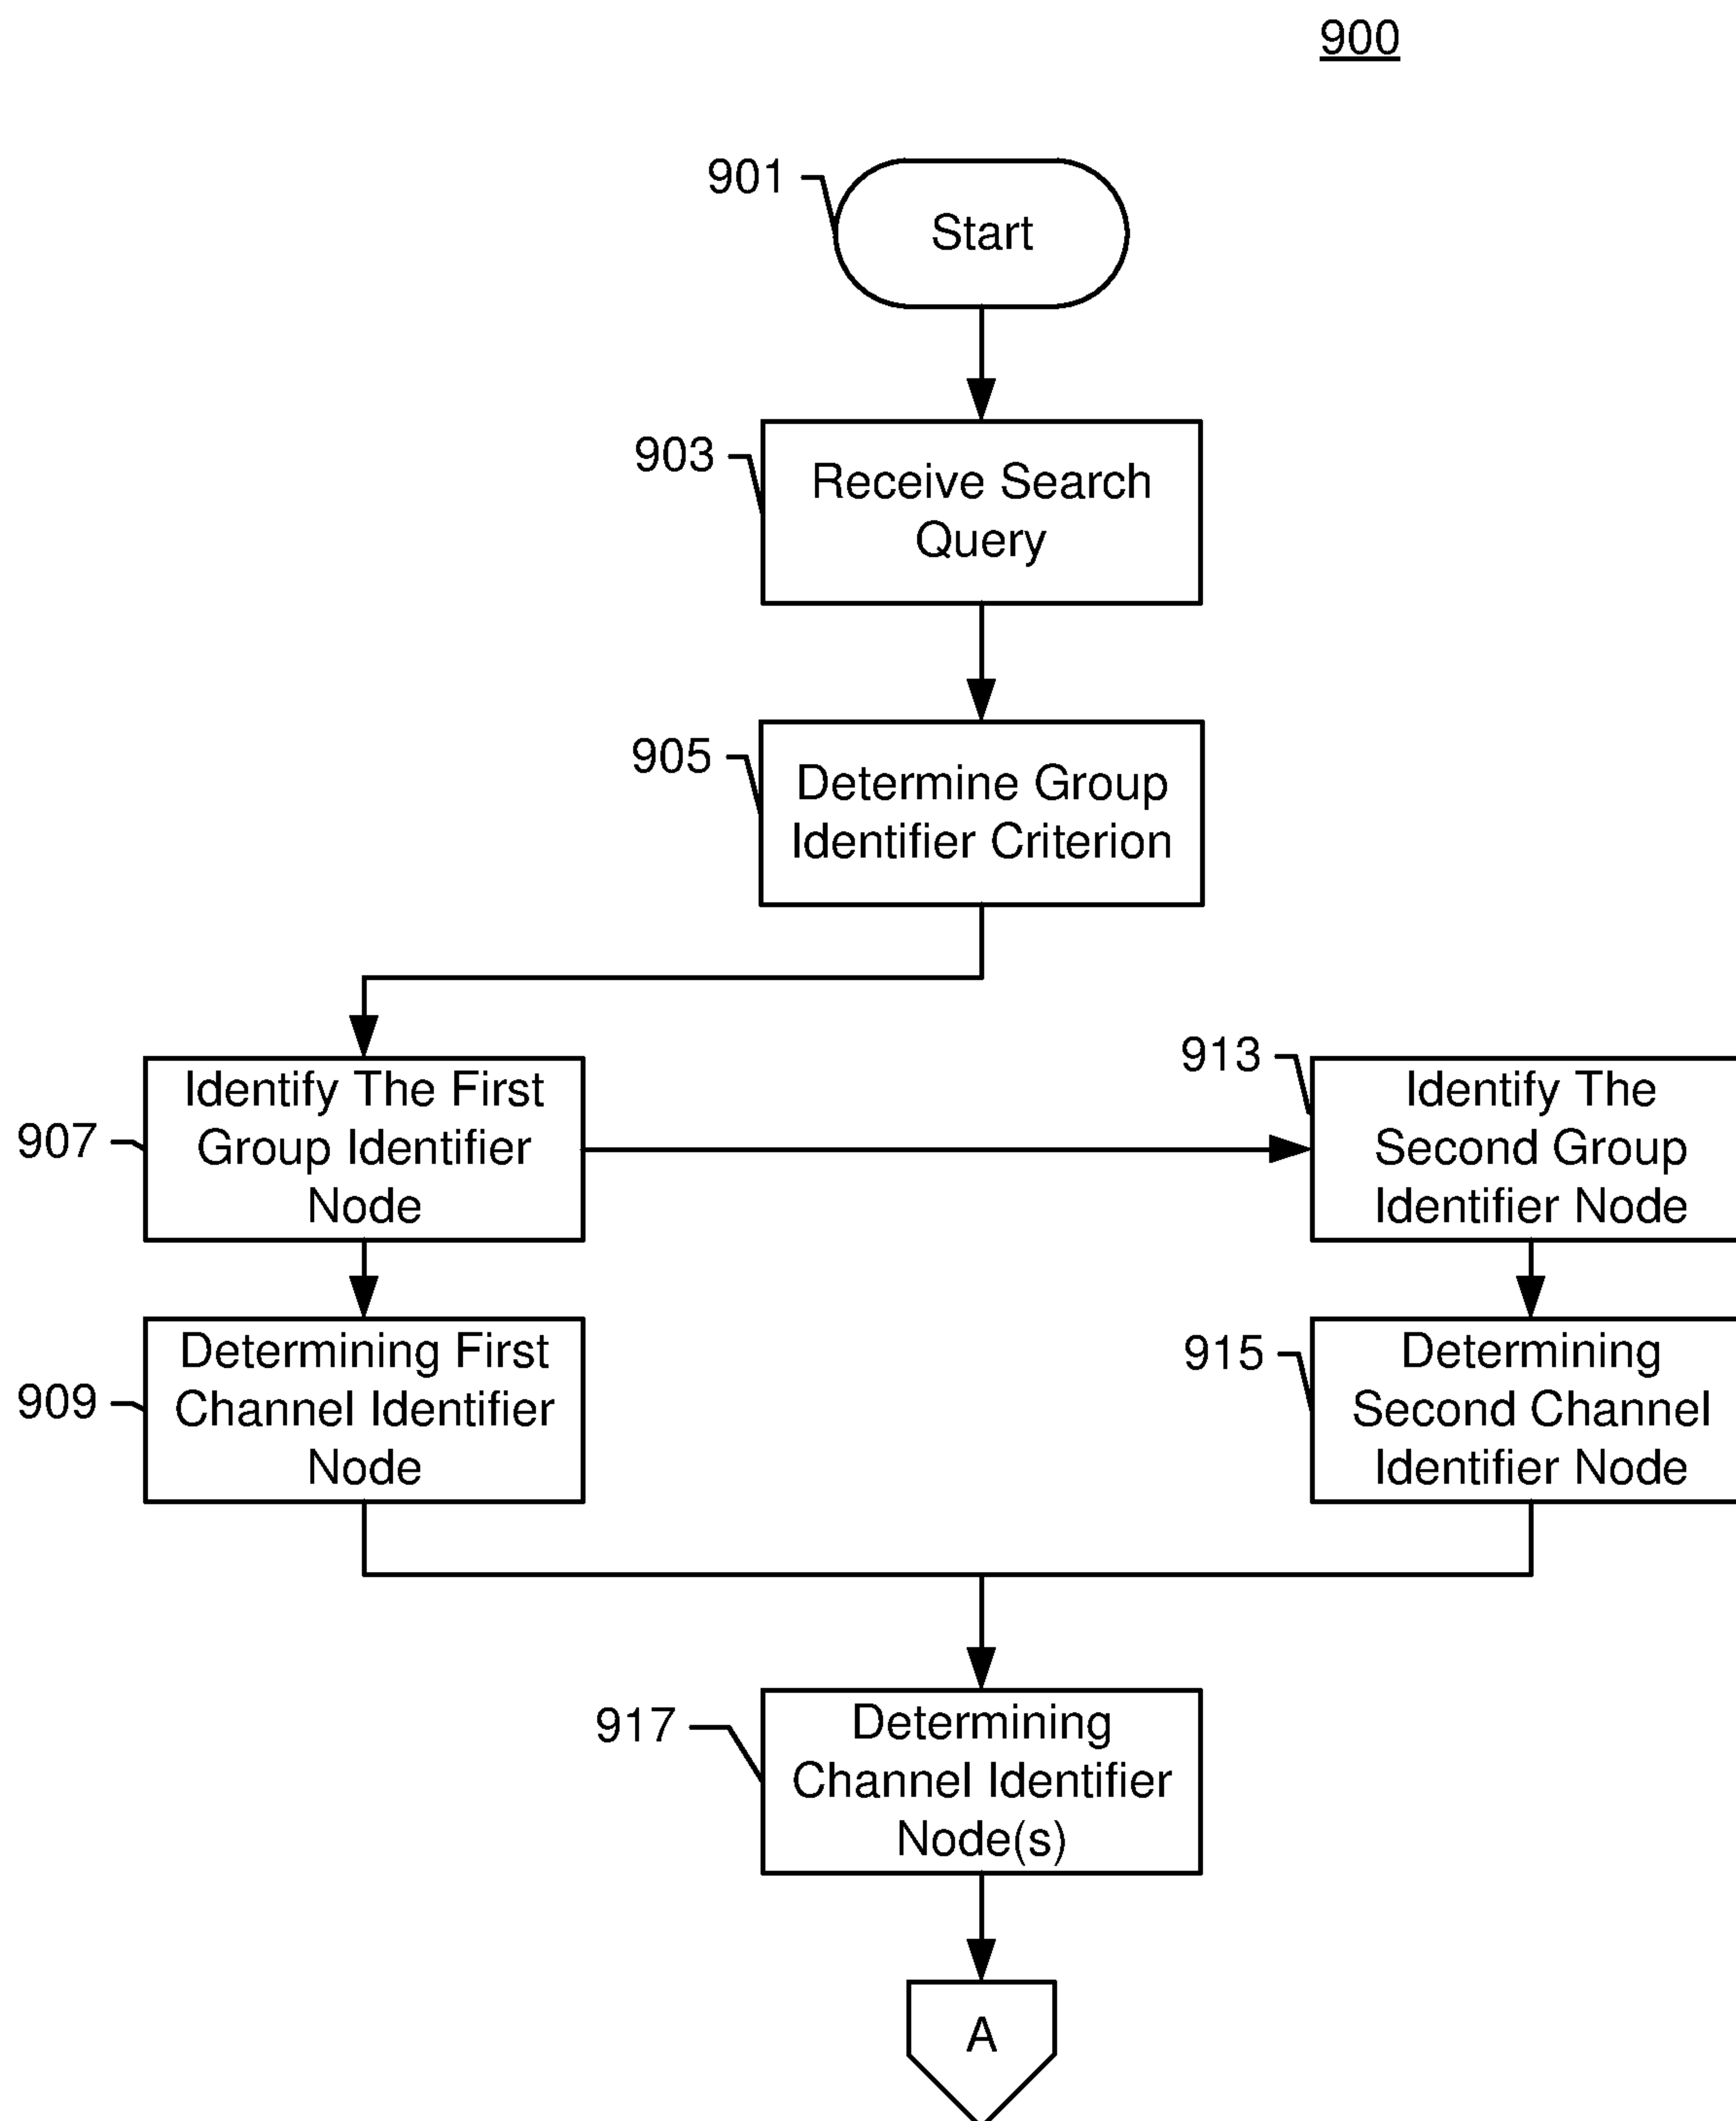 900
901
Start
903
Receive Search
Query
905
Determine Group
Identifier Criterion
907
Identify The First
Group Identifier
Node
913
Identify The
Second Group
Identifier Node
909
Determining First
Channel Identifier
Node
915
Determining
Second Channel
Identifier Node
917
Determining
Channel Identifier
Node(s)
A